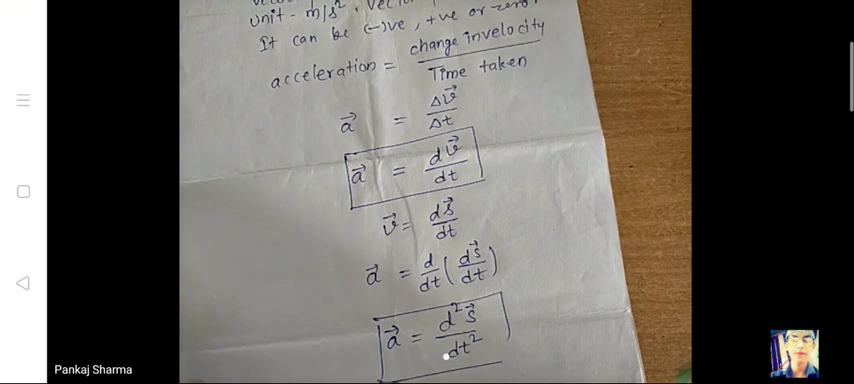 unit - m/s², vector
It can be (-)ve, +ve or zero.
acceleration = change in velocity / Time taken
a⃗ = Δv⃗ / Δt
a⃗ = dv⃗ / dt
v⃗ = ds⃗ / dt
a⃗ = d/dt (ds⃗/dt)
a⃗ = d²s⃗ / dt²
Pankaj Sharma